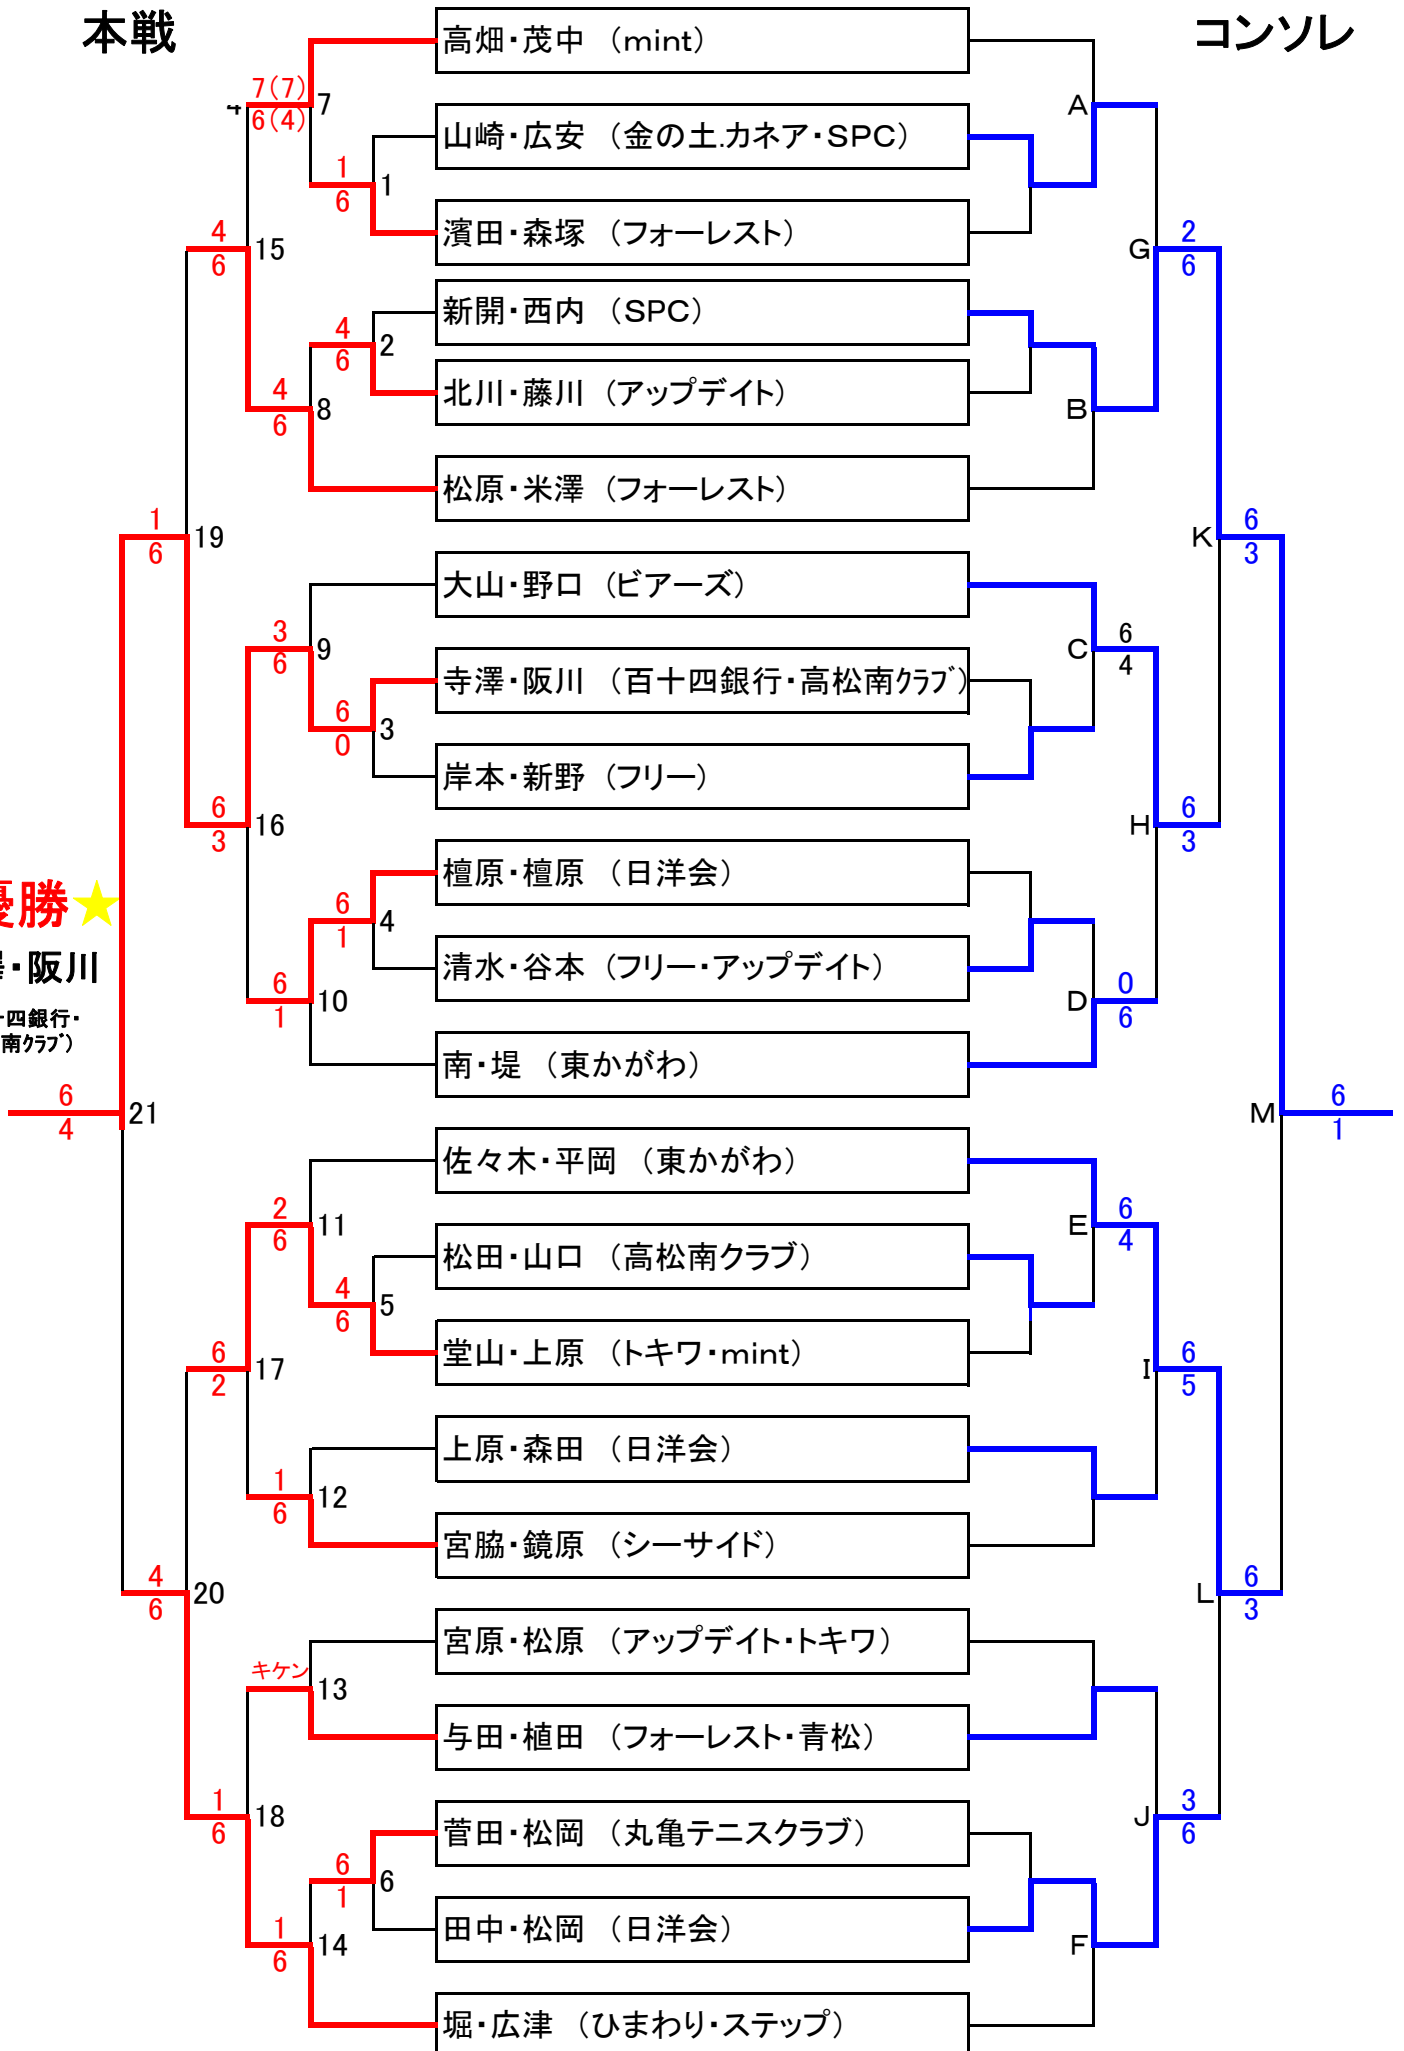 本戦
コンソレ
高畑・茂中 （mint）
7(7)
6(4)
7
4
A
山崎・広安 （金の土.カネア・SPC）
1
6
1
濱田・森塚 （フォーレスト）
4
6
15
G
2
6
新開・西内 （SPC）
4
6
2
北川・藤川 （アップデイト）
4
6
8
B
松原・米澤 （フォーレスト）
1
6
19
K
6
3
大山・野口 （ビアーズ）
3
6
9
C
6
4
寺澤・阪川 （百十四銀行・高松南ｸﾗﾌﾞ）
6
0
3
岸本・新野 （フリー）
6
3
16
H
6
3
檀原・檀原 （日洋会）
優勝★
6
1
4
・阪川
清水・谷本 （フリー・アップデイト）
6
1
10
D
0
6
四銀行・
南ｸﾗﾌﾞ）
南・堤 （東かがわ）
6
4
21
M
6
1
佐々木・平岡 （東かがわ）
2
6
11
E
6
4
松田・山口 （高松南クラブ）
4
6
5
堂山・上原 （トキワ・mint）
6
2
17
I
6
5
上原・森田 （日洋会）
1
6
12
宮脇・鏡原 （シーサイド）
4
6
20
L
6
3
宮原・松原 （アップデイト・トキワ）
キケン
13
与田・植田 （フォーレスト・青松）
1
6
18
J
3
6
菅田・松岡 （丸亀テニスクラブ）
6
1
6
田中・松岡 （日洋会）
1
6
14
F
堀・広津 （ひまわり・ステップ）